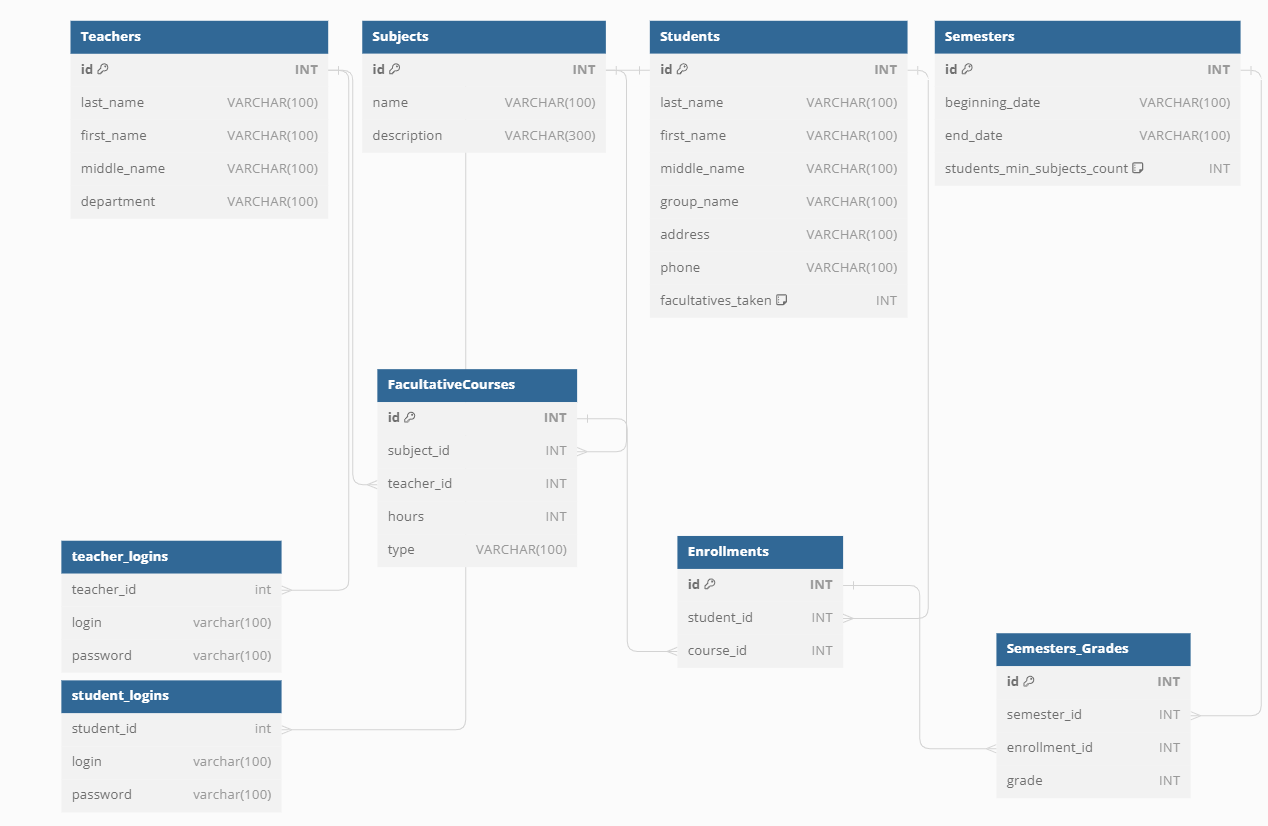 Teachers
id INT
last_name VARCHAR(100)
first_name VARCHAR(100)
middle_name VARCHAR(100)
department VARCHAR(100)
Subjects
id INT
name VARCHAR(100)
description VARCHAR(300)
Students
id INT
last_name VARCHAR(100)
first_name VARCHAR(100)
middle_name VARCHAR(100)
group_name VARCHAR(100)
address VARCHAR(100)
phone VARCHAR(100)
facultatives_taken INT
Semesters
id INT
beginning_date VARCHAR(100)
end_date VARCHAR(100)
students_min_subjects_count INT
FacultativeCourses
id INT
subject_id INT
teacher_id INT
hours INT
type VARCHAR(100)
teacher_logins
teacher_id int
login varchar(100)
password varchar(100)
student_logins
student_id int
login varchar(100)
password varchar(100)
Enrollments
id INT
student_id INT
course_id INT
Semesters_Grades
id INT
semester_id INT
enrollment_id INT
grade INT